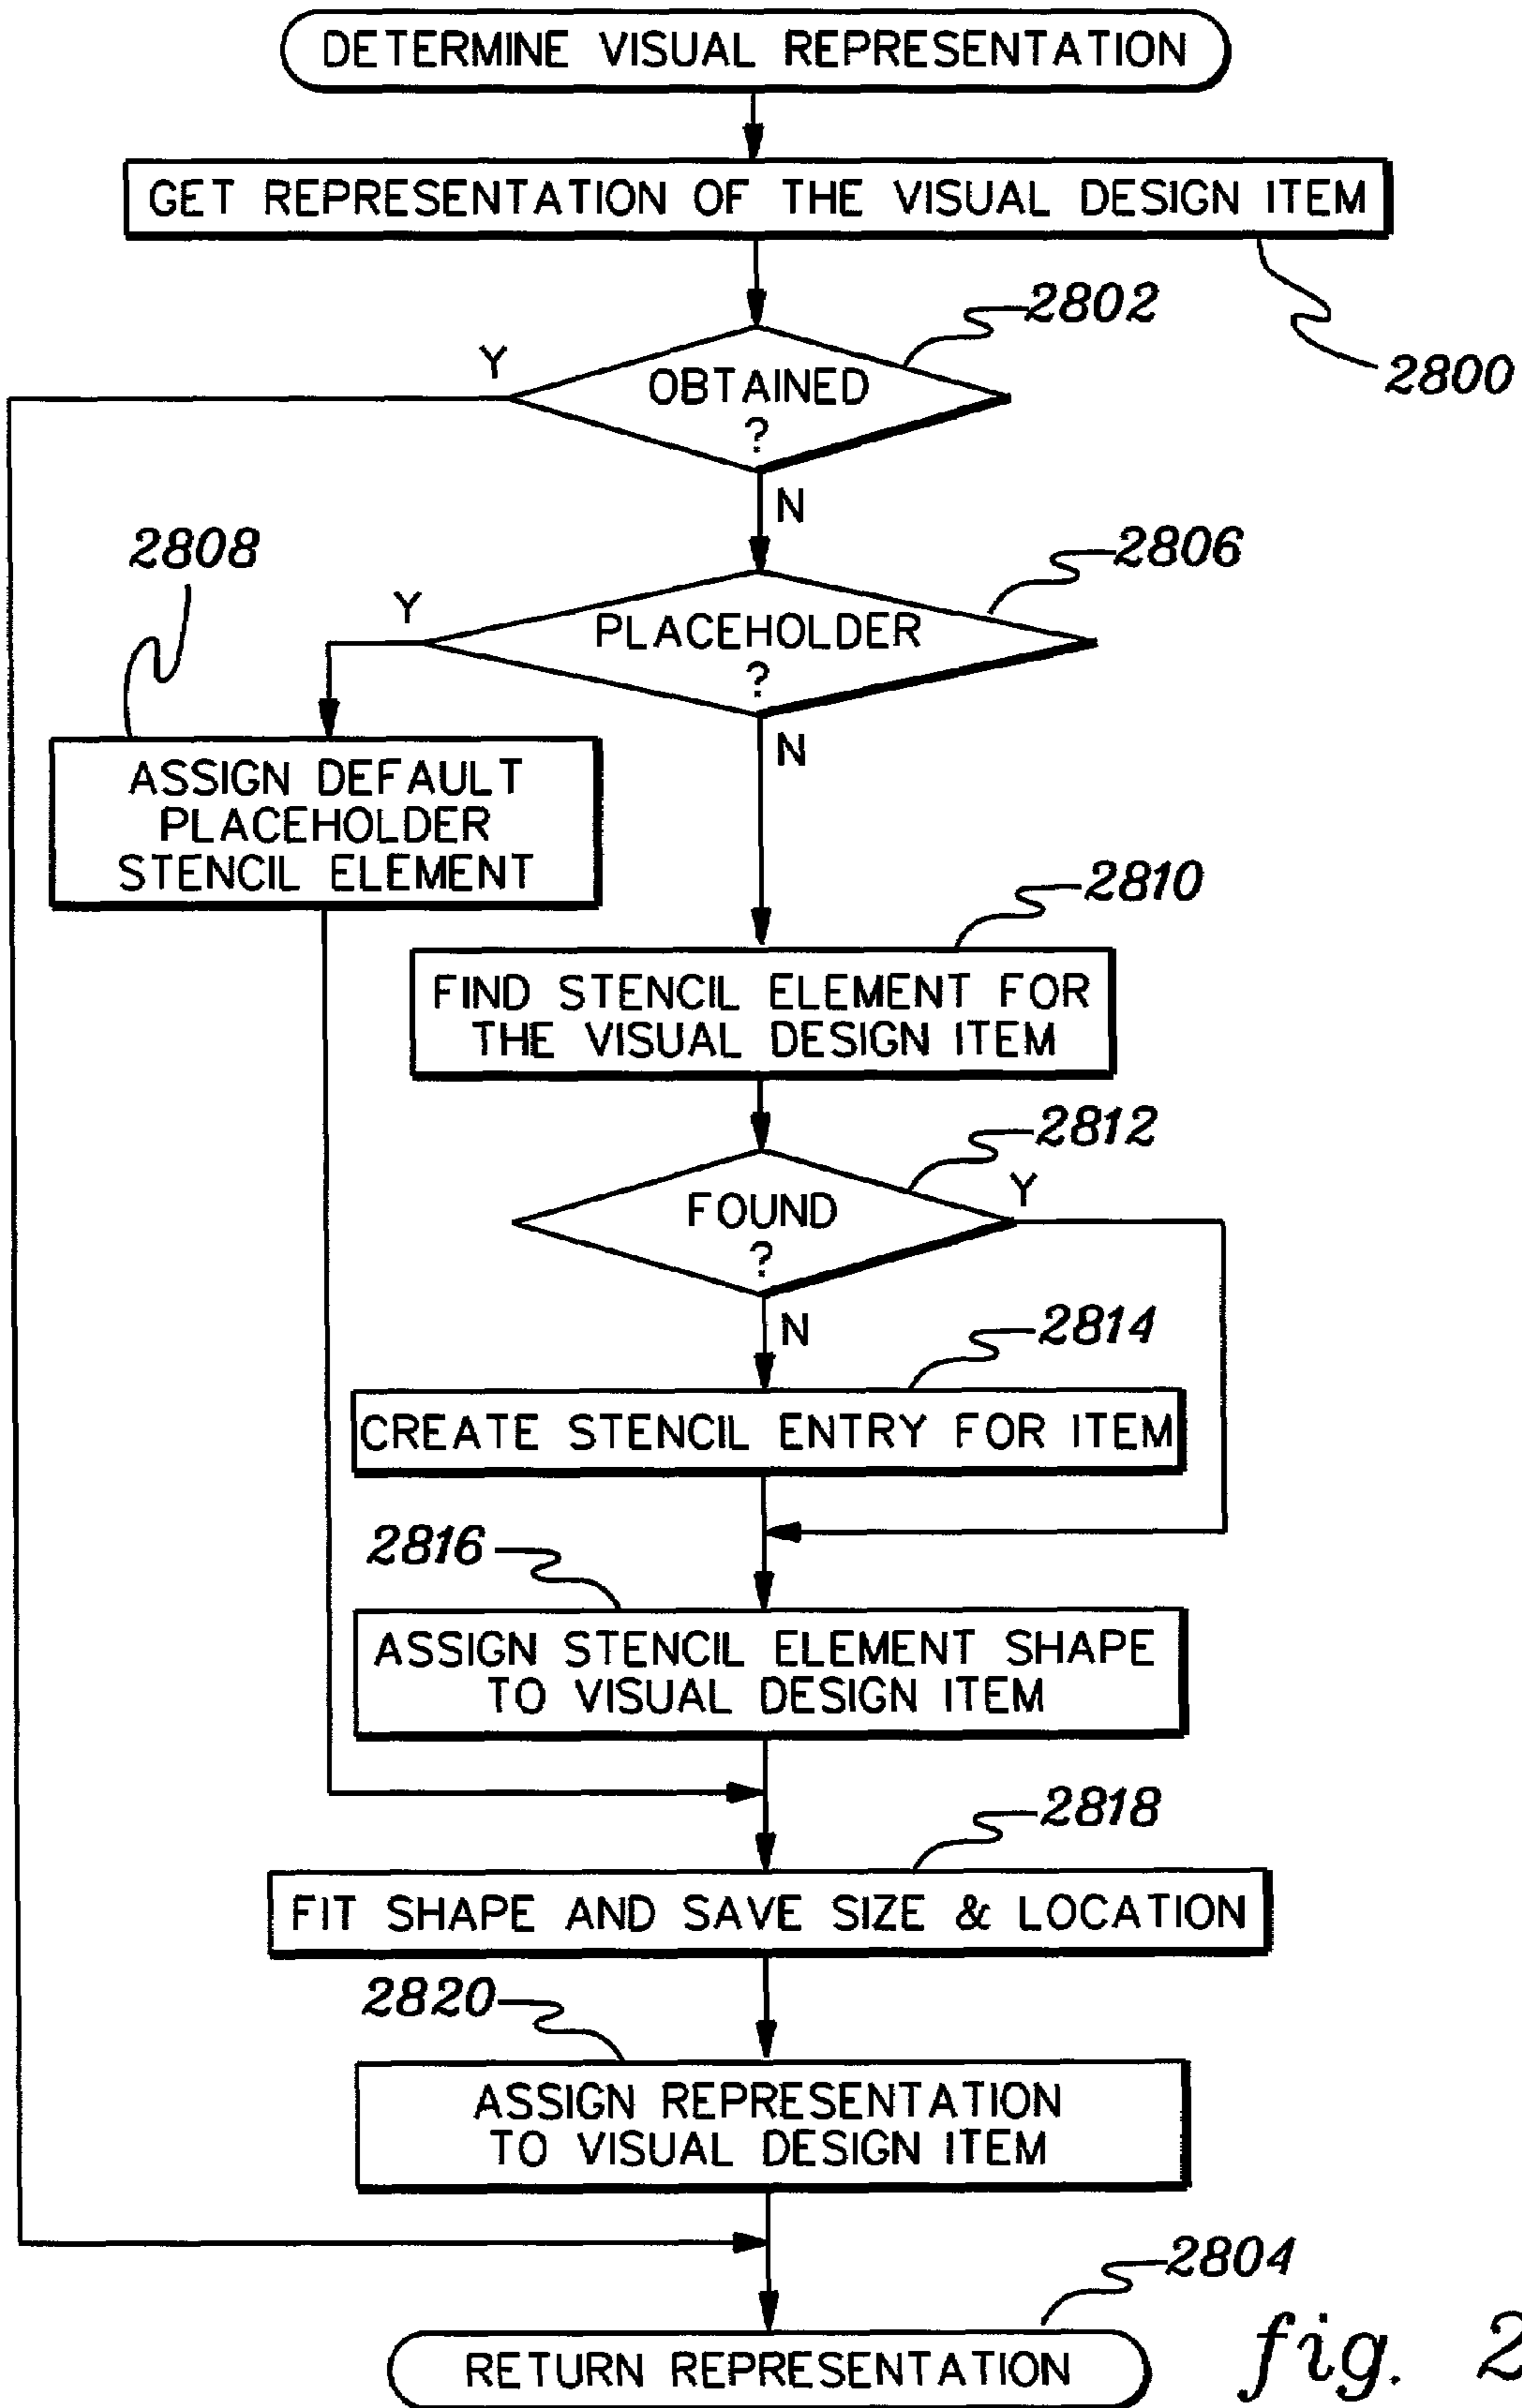 DETERMINE VISUAL REPRESENTATION
GET REPRESENTATION OF THE VISUAL DESIGN ITEM
2800
2802
Y
OBTAINED
?
N
2808
2806
Y
PLACEHOLDER
?
N
ASSIGN DEFAULT
PLACEHOLDER
STENCIL ELEMENT
2810
FIND STENCIL ELEMENT FOR
THE VISUAL DESIGN ITEM
2812
Y
FOUND
?
N
2814
CREATE STENCIL ENTRY FOR ITEM
2816
ASSIGN STENCIL ELEMENT SHAPE
TO VISUAL DESIGN ITEM
2818
FIT SHAPE AND SAVE SIZE & LOCATION
2820
ASSIGN REPRESENTATION
TO VISUAL DESIGN ITEM
2804
RETURN REPRESENTATION
fig. 2